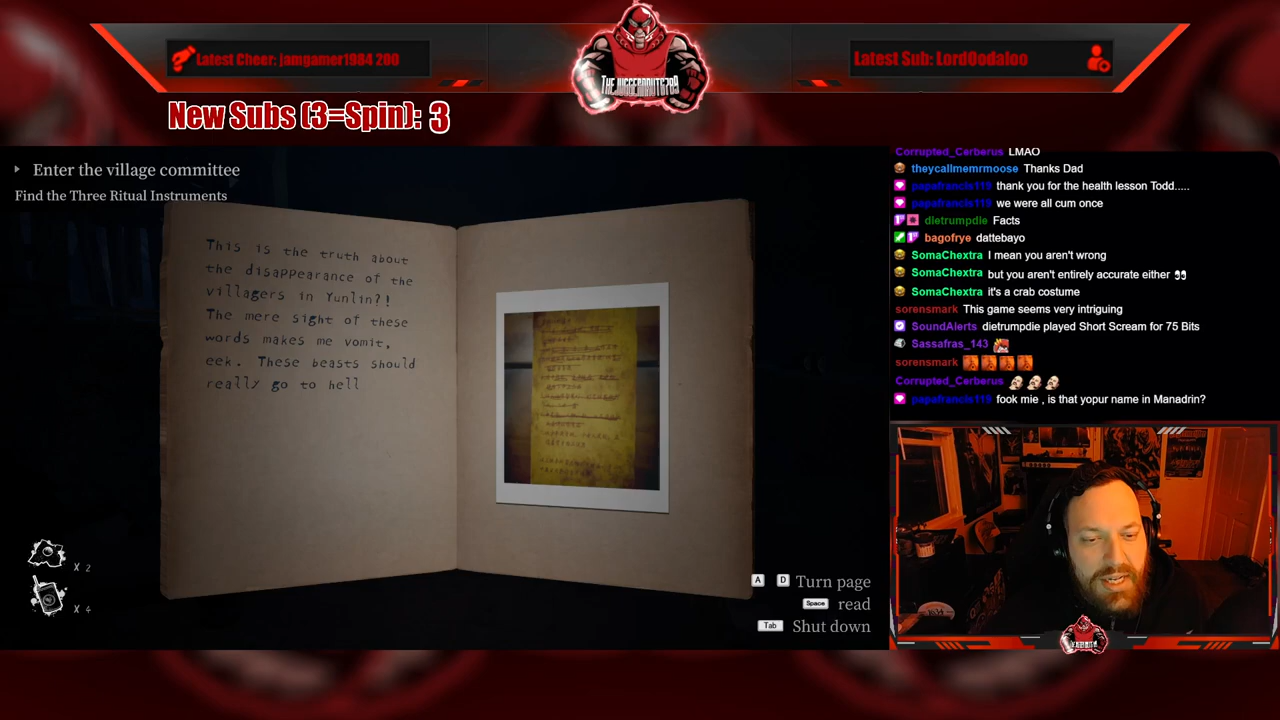 Latest Cheer: jamgamer1984 200
THEJUGGERNAUT6789
Latest Sub: LordOodaloo
New Subs (3=Spin): 3
Enter the village committee
Find the Three Ritual Instruments
This is the truth about
the disappearance of the
villagers in Yunlin?!
The mere sight of these
words makes me vomit,
eek. These beasts should
really go to hell
X 2
X 4
A D Turn page
Space read
Tab Shut down
Corrupted_Cerberus LMAO
theycallmemrmoose Thanks Dad
papafrancis119 thank you for the health lesson Todd.....
papafrancis119 we were all cum once
dietrumpdie Facts
bagofrye dattebayo
SomaChextra I mean you aren't wrong
SomaChextra but you aren't entirely accurate either
SomaChextra it's a crab costume
sorensmark This game seems very intriguing
SoundAlerts dietrumpdie played Short Scream for 75 Bits
Sassafras_143
sorensmark
Corrupted_Cerberus
papafrancis119 fook mie , is that yopur name in Manadrin?